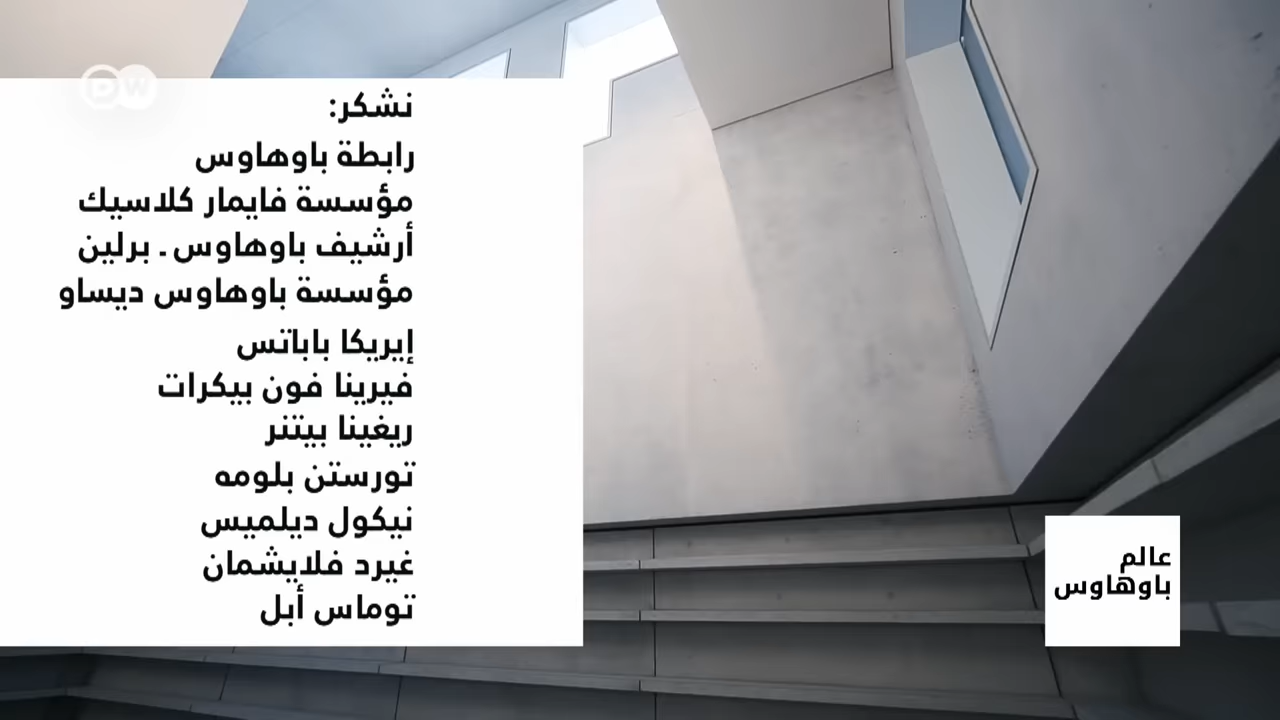 DW
نشكر:
رابطة باوهاوس
مؤسسة فايمار كلاسيك
أرشيف باوهاوس - برلين
مؤسسة باوهاوس ديساو
إيريكا باباتس
فيرينا فون بيكرات
ريغينا بيتنر
تورستن بلومه
نيكول ديلميس
غيرد فلايشمان
توماس أبل
عالم
باوهاوس